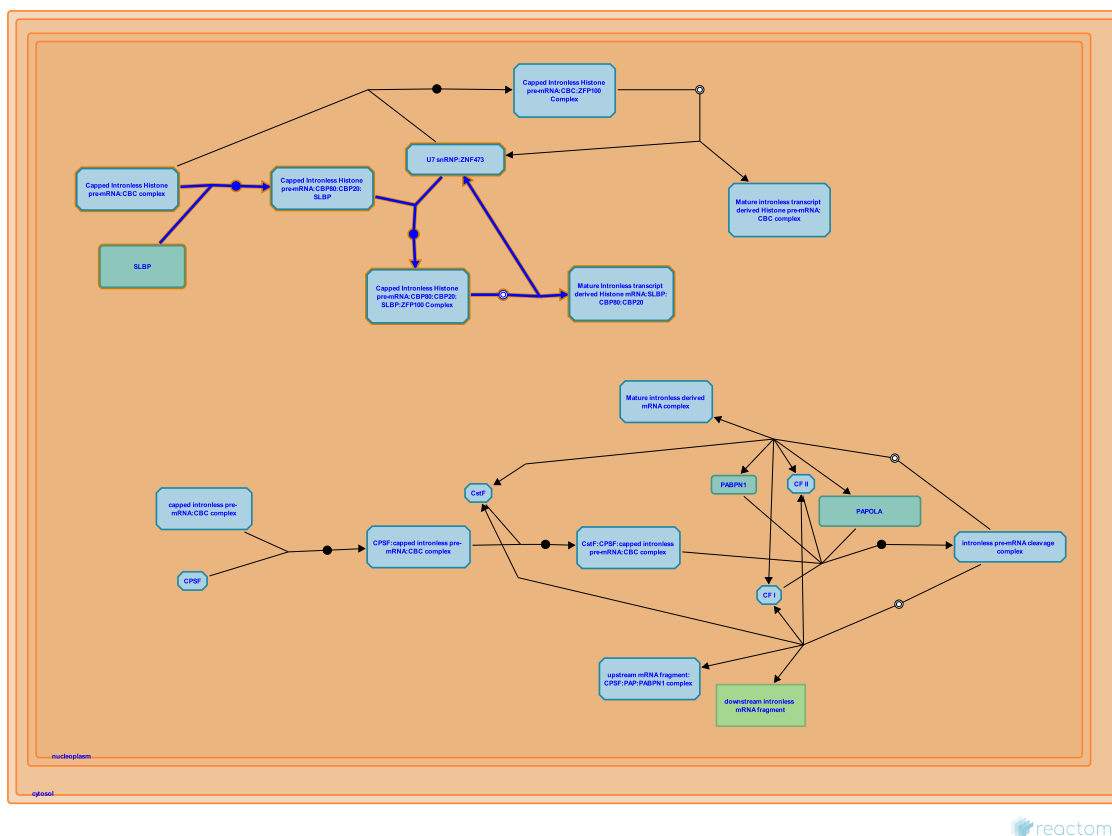 Capped Intronless Histone
pre-mRNA:CBC:ZFP100
Complex
U7 snRNP:ZNF473
Capped Intronless Histone
pre-mRNA:CBC complex
Capped Intronless Histone
pre-mRNA:CBP80:CBP20:
SLBP
Mature intronless transcript
derived Histone pre-mRNA:
CBC complex
SLBP
Capped Intronless Histone
pre-mRNA:CBP80:CBP20:
SLBP:ZFP100 Complex
Mature Intronless transcript
derived Histone mRNA:SLBP:
CBP80:CBP20
Mature intronless derived
mRNA complex
PABPN1
CF II
CstF
PAPOLA
capped intronless pre-
mRNA:CBC complex
CPSF:capped intronless pre-
mRNA:CBC complex
CstF:CPSF:capped intronless
pre-mRNA:CBC complex
intronless pre-mRNA cleavage
complex
CPSF
CF I
upstream mRNA fragment:
CPSF:PAP:PABPN1 complex
downstream intronless
mRNA fragment
nucleoplasm
cytosol
reactom